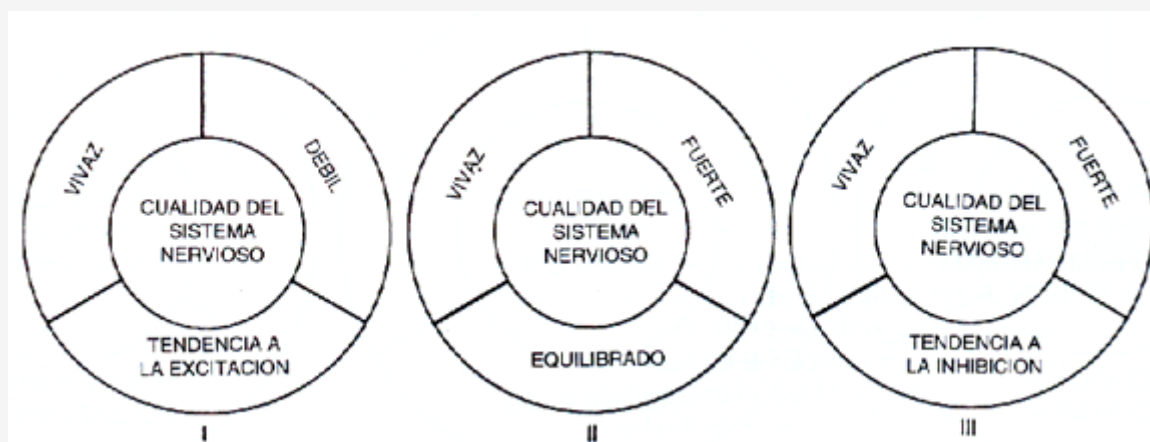 VIVAZ
DEBIL
CUALIDAD DEL
SISTEMA
NERVIOSO
TENDENCIA A
LA EXCITACION
I
VIVAZ
FUERTE
CUALIDAD DEL
SISTEMA
NERVIOSO
EQUILIBRADO
II
VIVAZ
FUERTE
CUALIDAD DEL
SISTEMA
NERVIOSO
TENDENCIA A
LA INHIBICION
III